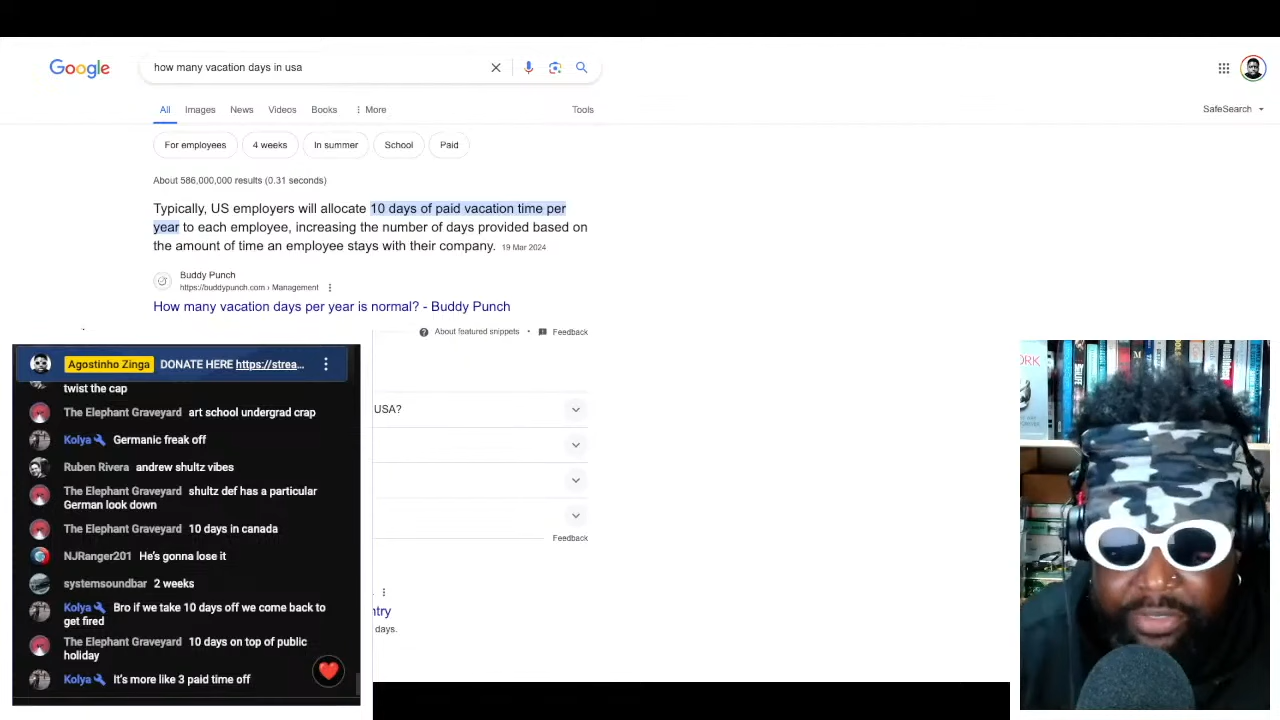 Google
how many vacation days in usa
All Images News Videos Books More Tools
SafeSearch
For employees 4 weeks In summer School Paid
About 586,000,000 results (0.31 seconds)
Typically, US employers will allocate 10 days of paid vacation time per
year to each employee, increasing the number of days provided based on
the amount of time an employee stays with their company. 19 Mar 2024
Buddy Punch
https://buddypunch.com › Management
How many vacation days per year is normal? - Buddy Punch
About featured snippets • Feedback
USA?
Feedback
ntry
days.
Agostinho Zinga DONATE HERE https://strea...
twist the cap
The Elephant Graveyard art school undergrad crap
Kolya Germanic freak off
Ruben Rivera andrew shultz vibes
The Elephant Graveyard shultz def has a particular
German look down
The Elephant Graveyard 10 days in canada
NJRanger201 He's gonna lose it
systemsoundbar 2 weeks
Kolya Bro if we take 10 days off we come back to
get fired
The Elephant Graveyard 10 days on top of public
holiday
Kolya It's more like 3 paid time off